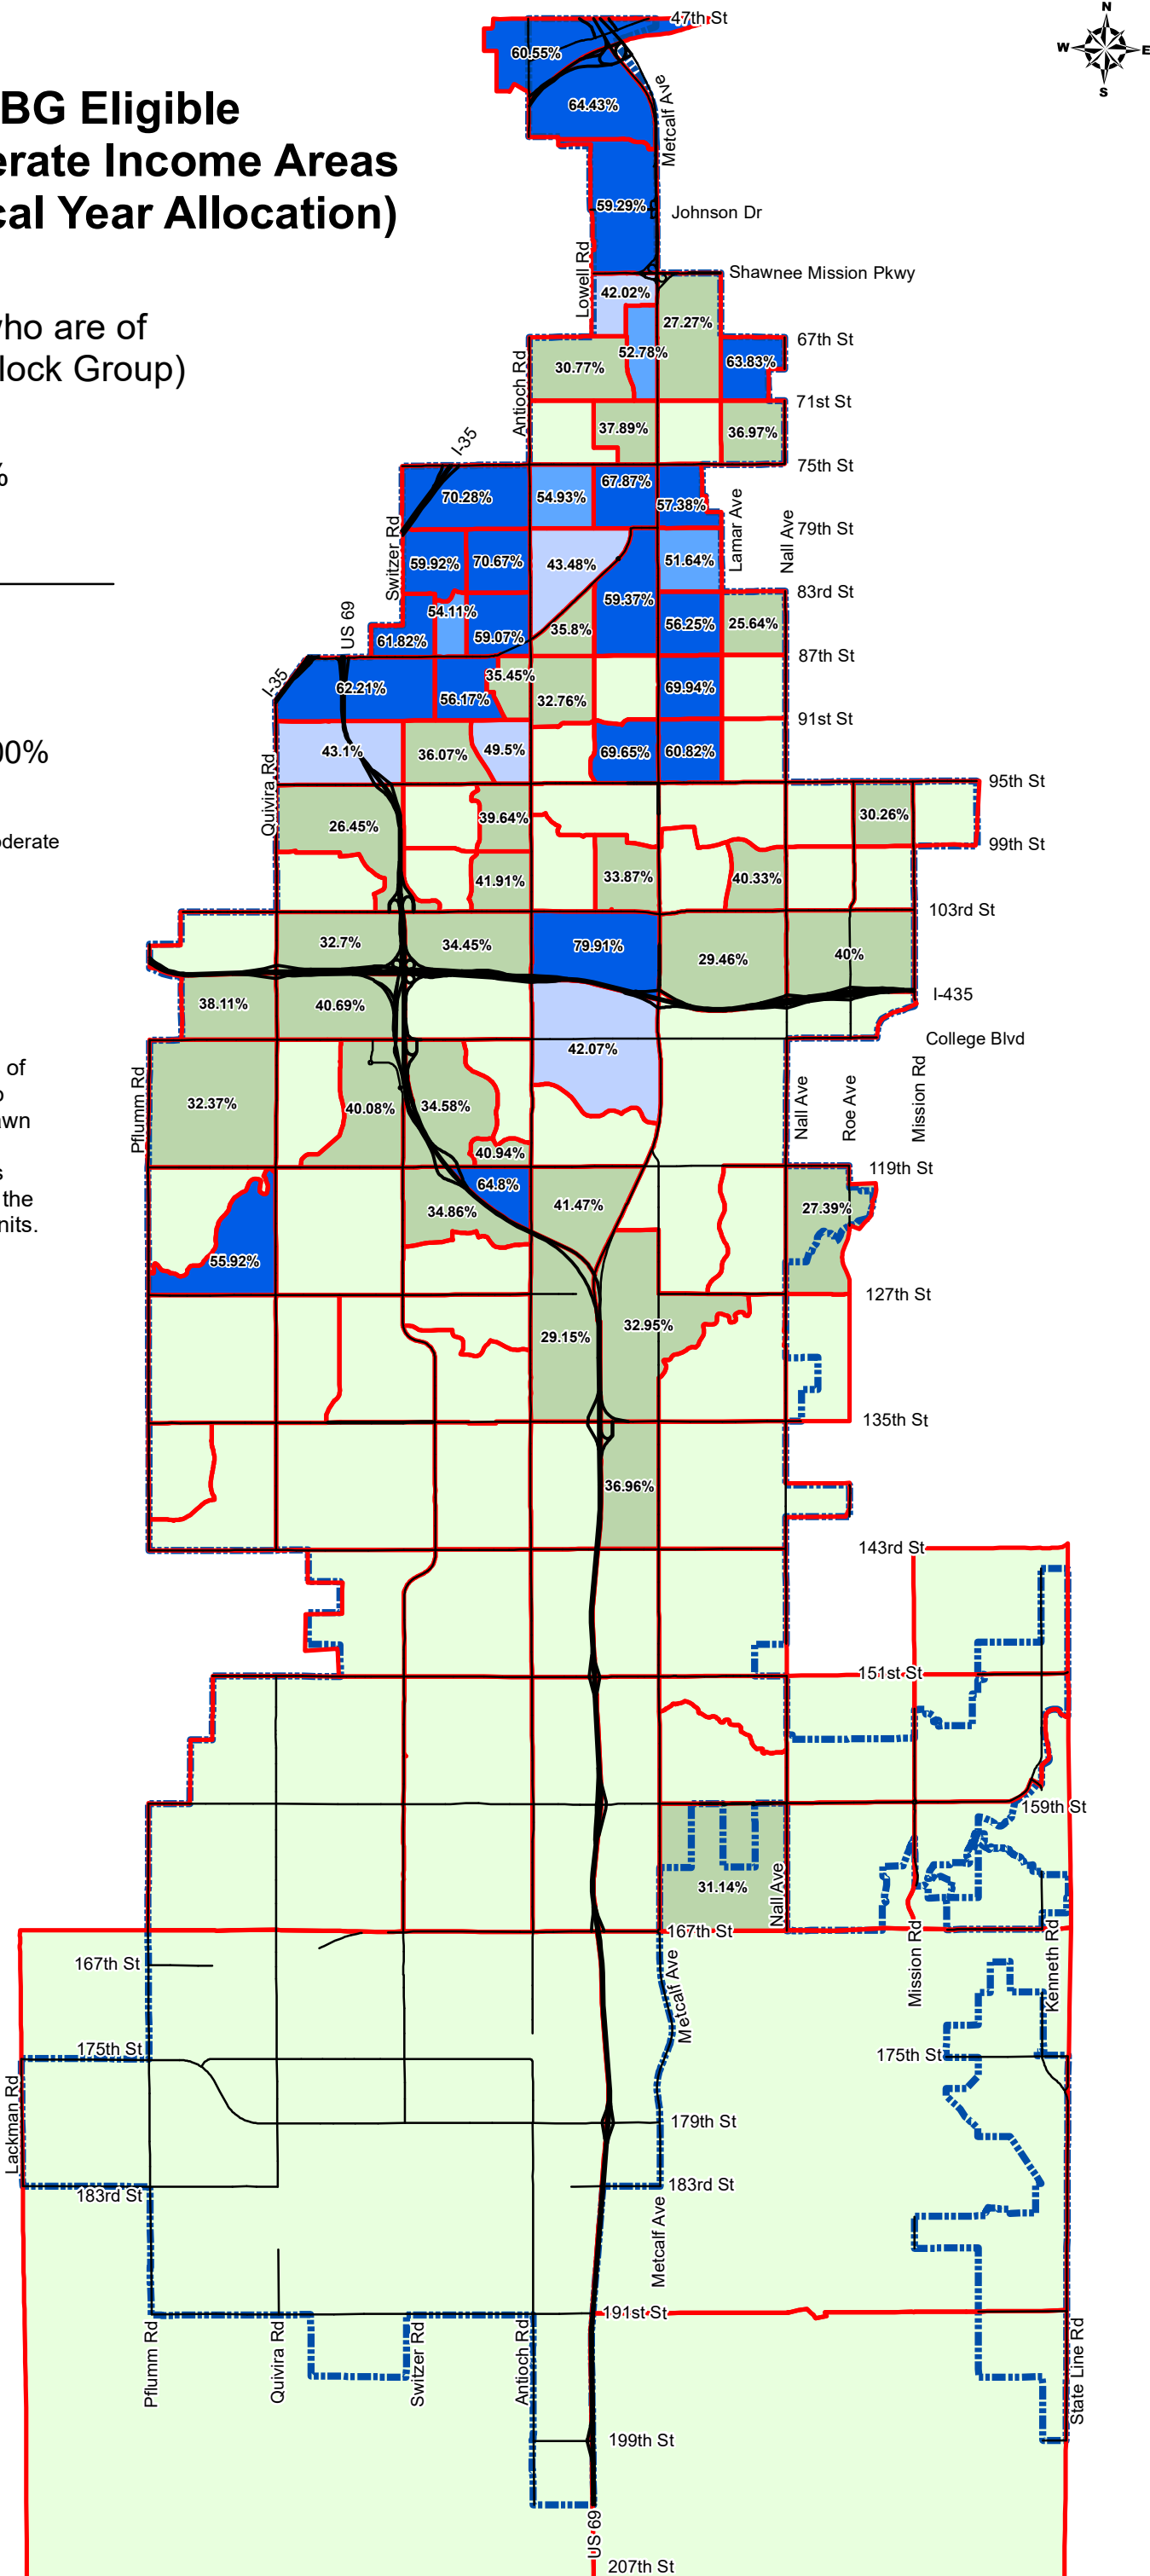 47th St
N
W E
S
60.55%
BG Eligible
64.43%
Metcalf Ave
erate Income Areas
cal Year Allocation)
59.29%
Johnson Dr
Lowell Rd
Shawnee Mission Pkwy
42.02%
who are of
27.27%
67th St
lock Group)
52.78%
63.83%
30.77%
Antioch Rd
71st St
37.89%
36.97%
I-35
75th St
%
67.87%
70.28%
54.93%
57.38%
Lamar Ave
Nall Ave
79th St
Switzer Rd
59.92%
70.67%
43.48%
51.64%
83rd St
59.37%
54.11%
US 69
56.25%
25.64%
35.8%
61.82%
59.07%
87th St
35.45%
I-35
62.21%
56.17%
32.76%
69.94%
91st St
00%
43.1%
36.07%
49.5%
69.65%
60.82%
95th St
Quivira Rd
30.26%
39.64%
26.45%
oderate
99th St
41.91%
33.87%
40.33%
103rd St
32.7%
34.45%
79.91%
29.46%
40%
I-435
38.11%
40.69%
College Blvd
42.07%
of
Pflumm Rd
32.37%
40.08%
34.58%
Nall Ave
Roe Ave
Mission Rd
awn
40.94%
119th St
s
64.8%
the
41.47%
27.39%
34.86%
nits.
55.92%
127th St
32.95%
29.15%
135th St
36.96%
143rd St
151st St
159th St
31.14%
Nall Ave
167th St
Mission Rd
Kenneth Rd
167th St
Metcalf Ave
175th St
175th St
Lackman Rd
179th St
183rd St
183rd St
Metcalf Ave
191st St
Pflumm Rd
Quivira Rd
Switzer Rd
Antioch Rd
State Line Rd
199th St
US 69
207th St